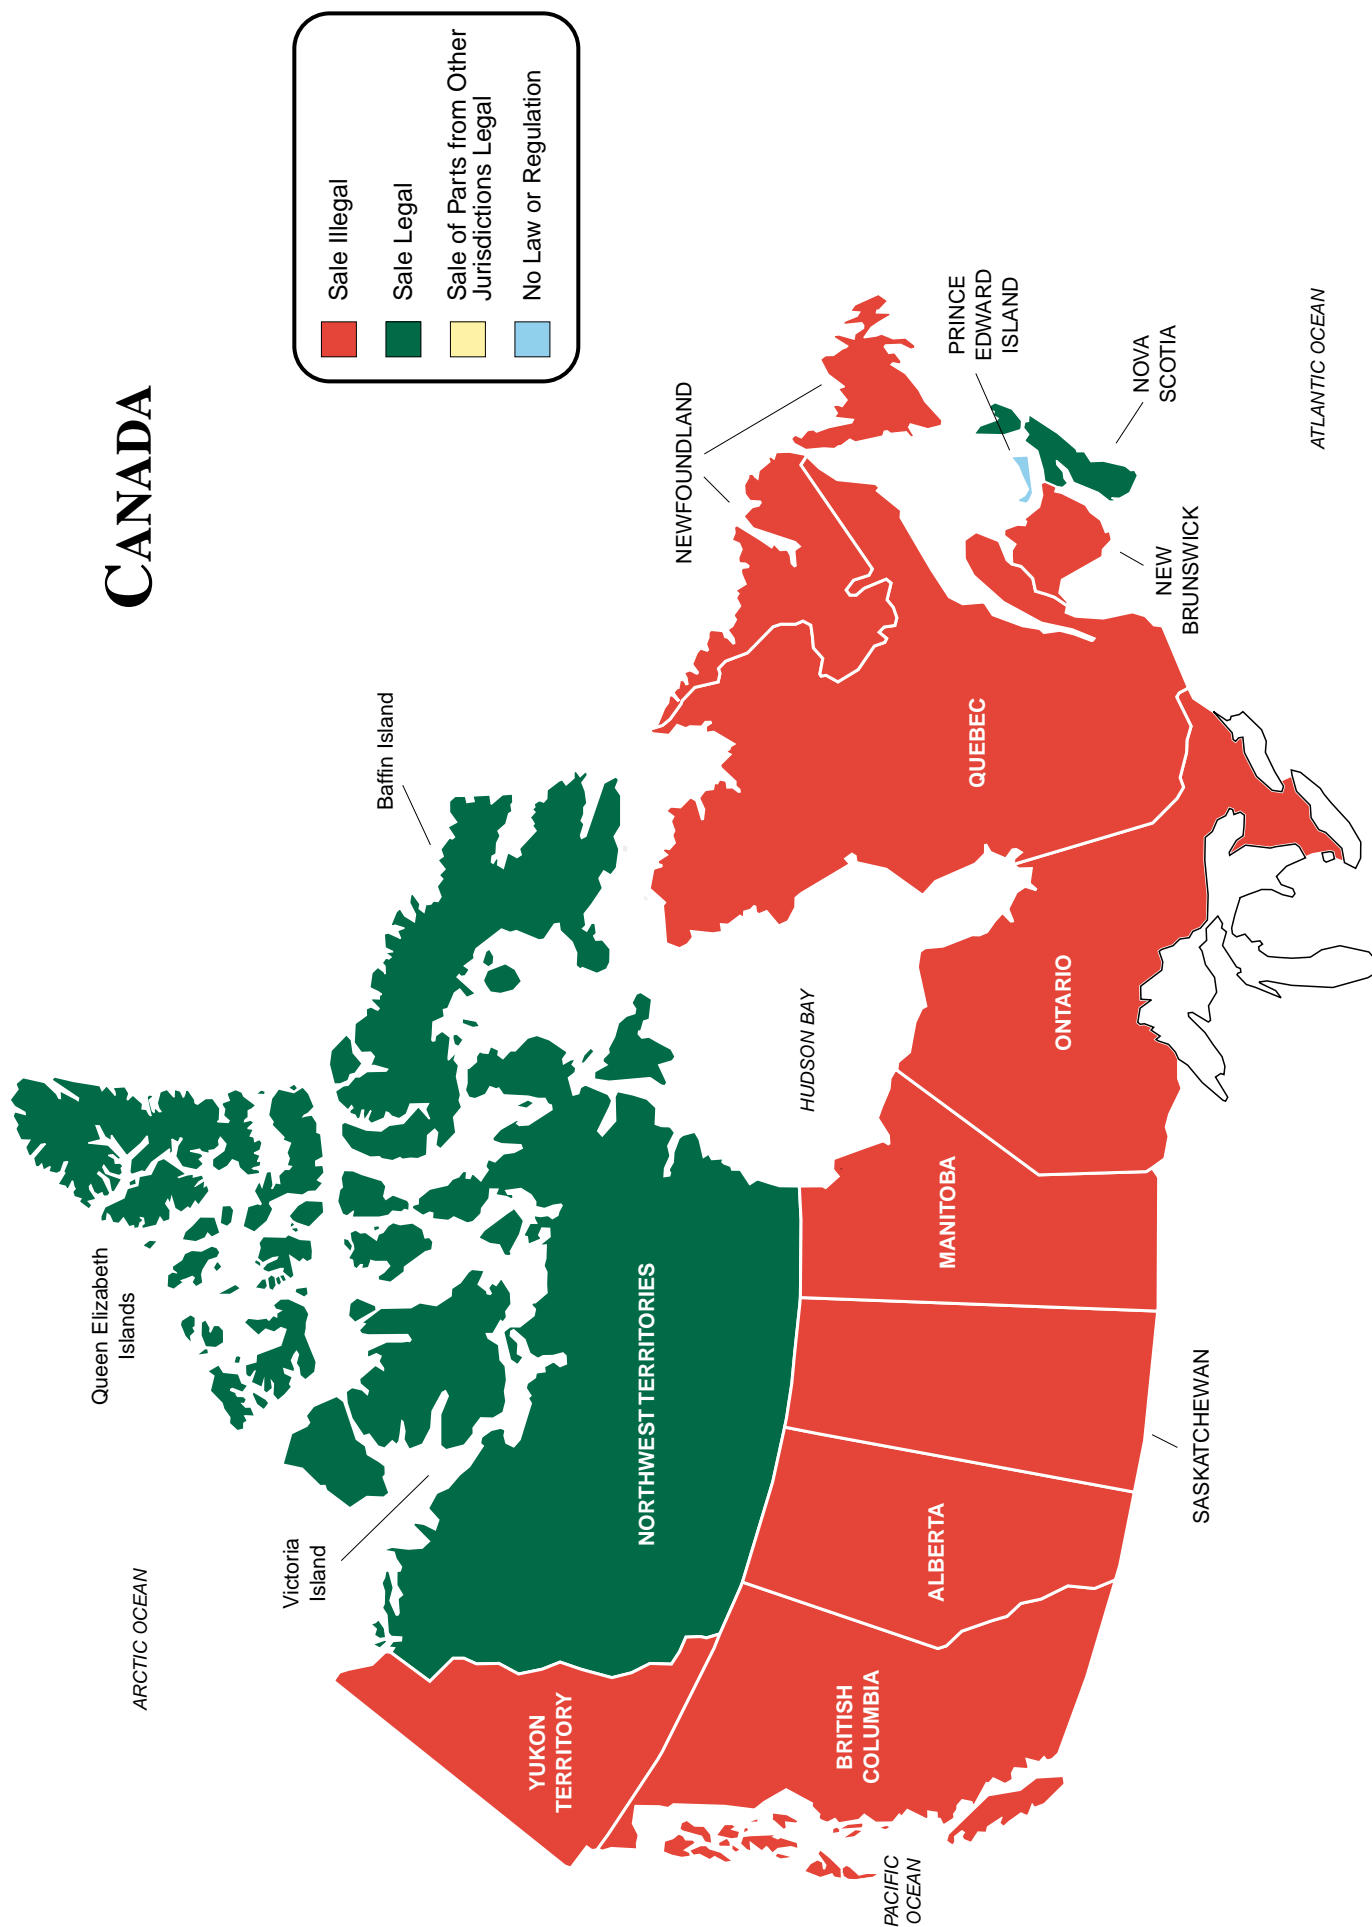 CANADA
Sale Illegal
Sale Legal
Sale of Parts from Other
Jurisdictions Legal
No Law or Regulation
ARCTIC OCEAN
Queen Elizabeth
Islands
Victoria
Island
Baffin Island
YUKON
TERRITORY
NORTHWEST TERRITORIES
HUDSON BAY
NEWFOUNDLAND
PACIFIC
OCEAN
BRITISH
COLUMBIA
ALBERTA
SASKATCHEWAN
MANITOBA
ONTARIO
QUEBEC
NEW
BRUNSWICK
PRINCE
EDWARD
ISLAND
NOVA
SCOTIA
ATLANTIC OCEAN